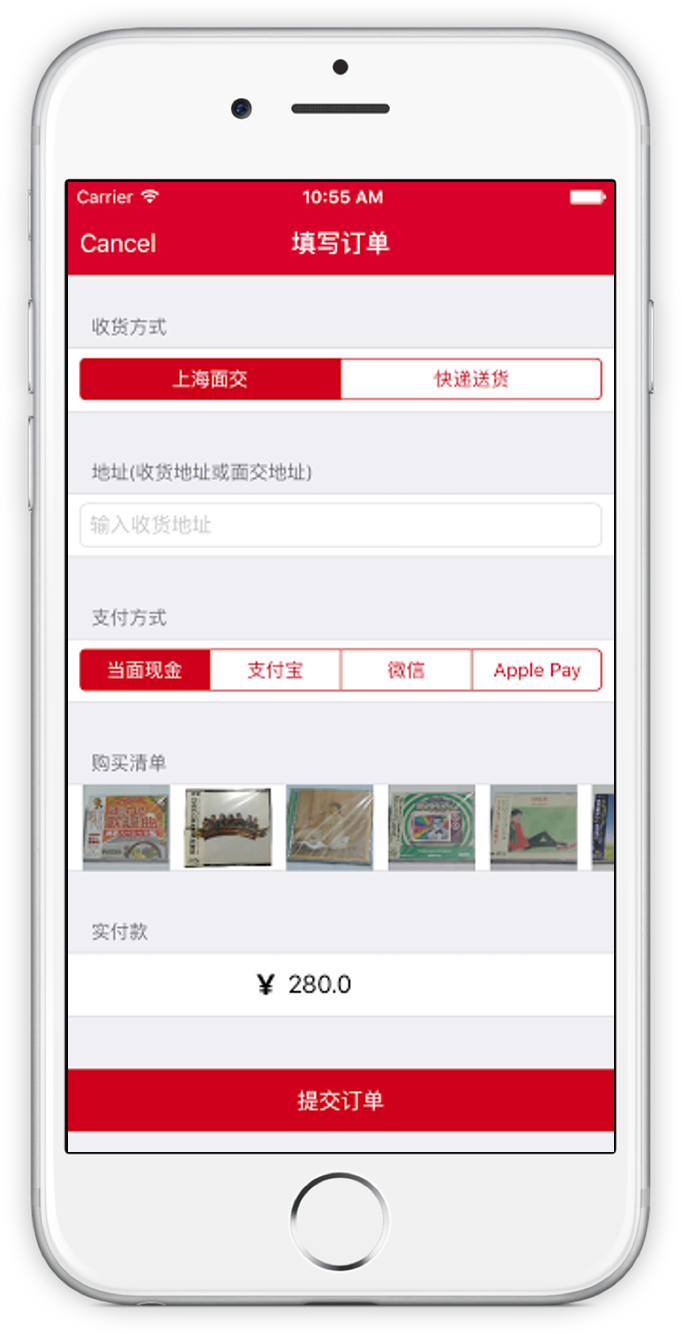 Carrier 10:55 AM
Cancel 填写订单
收货方式
上海面交 快递送货
地址(收货地址或面交地址)
输入收货地址
支付方式
当面现金 支付宝 微信 Apple Pay
购买清单
实付款
¥ 280.0
提交订单